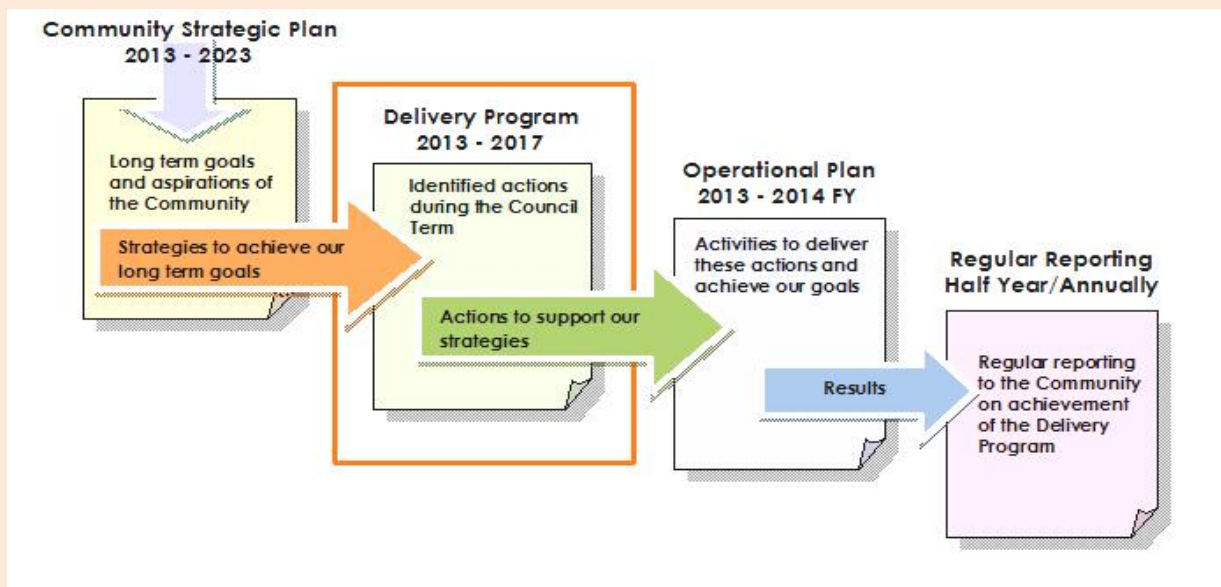 Community Strategic Plan
2013 - 2023
Long term goals
and aspirations of
the Community
Strategies to achieve our
long term goals
Delivery Program
2013 - 2017
Identified actions
during the Council
Term
Actions to support our
strategies
Operational Plan
2013 - 2014 FY
Activities to deliver
these actions and
achieve our goals
Results
Regular Reporting
Half Year/Annually
Regular reporting
to the Community
on achievement
of the Delivery
Program